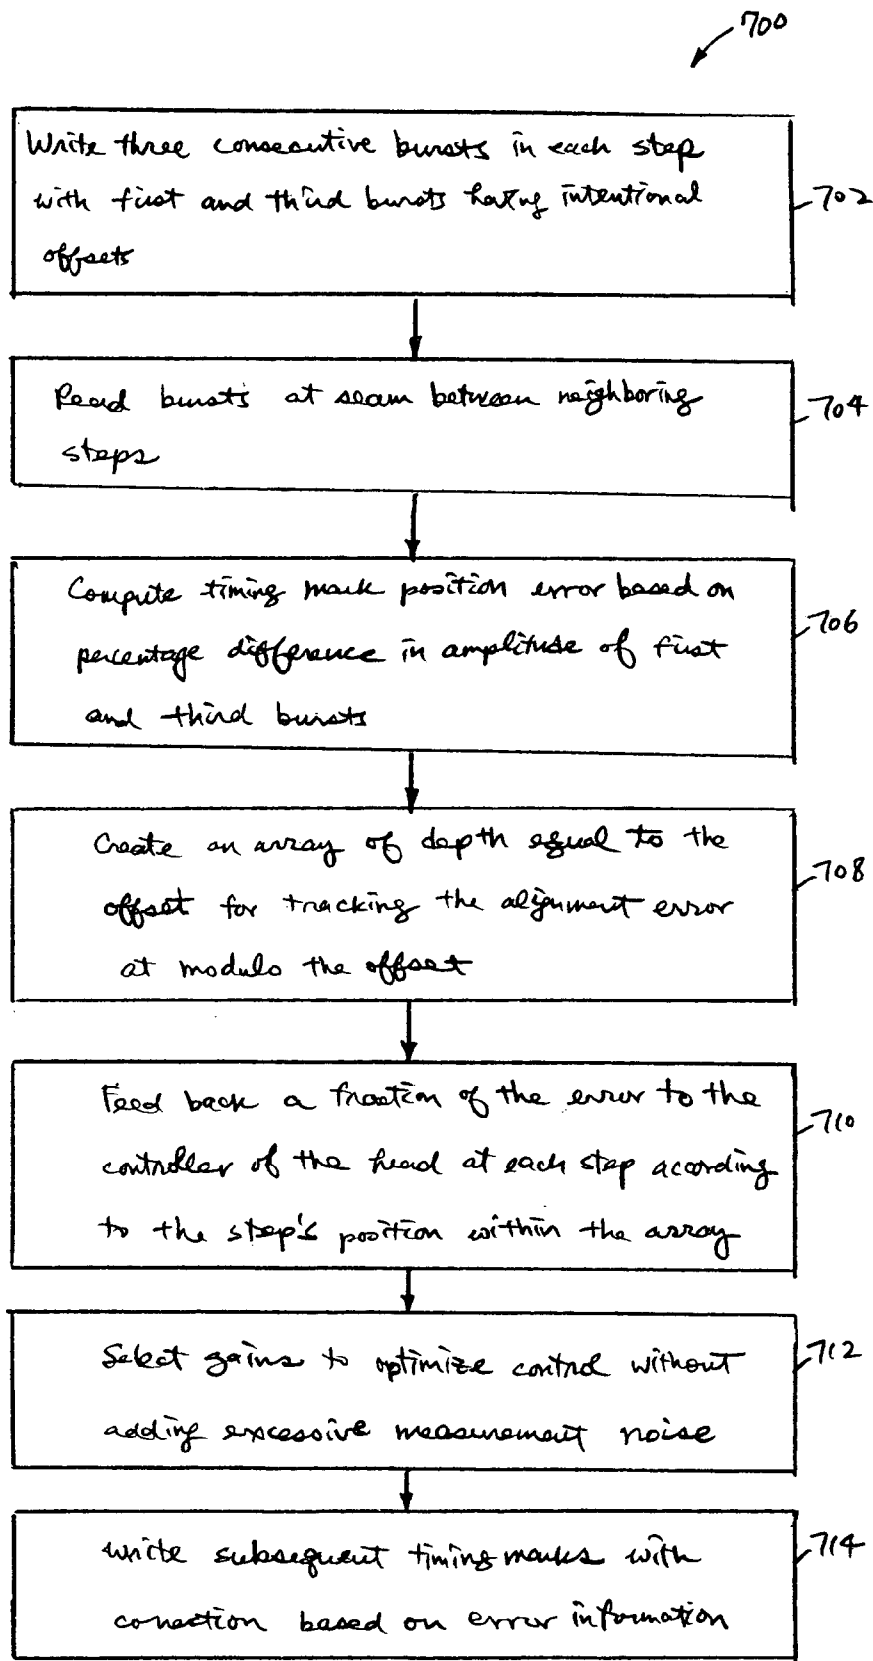 700
Write three consecutive bursts in each step
with first and third bursts having intentional
offsets
702
Read bursts at seam between neighboring
steps
704
Compute timing mark position error based on
percentage difference in amplitude of first
and third bursts
706
Create an array of depth equal to the
offset for tracking the alignment error
at modulo the offset
708
Feed back a fraction of the error to the
controller of the head at each step according
to the step's position within the array
710
Select gains to optimize control without
adding excessive measurement noise
712
Write subsequent timing marks with
correction based on error information
714